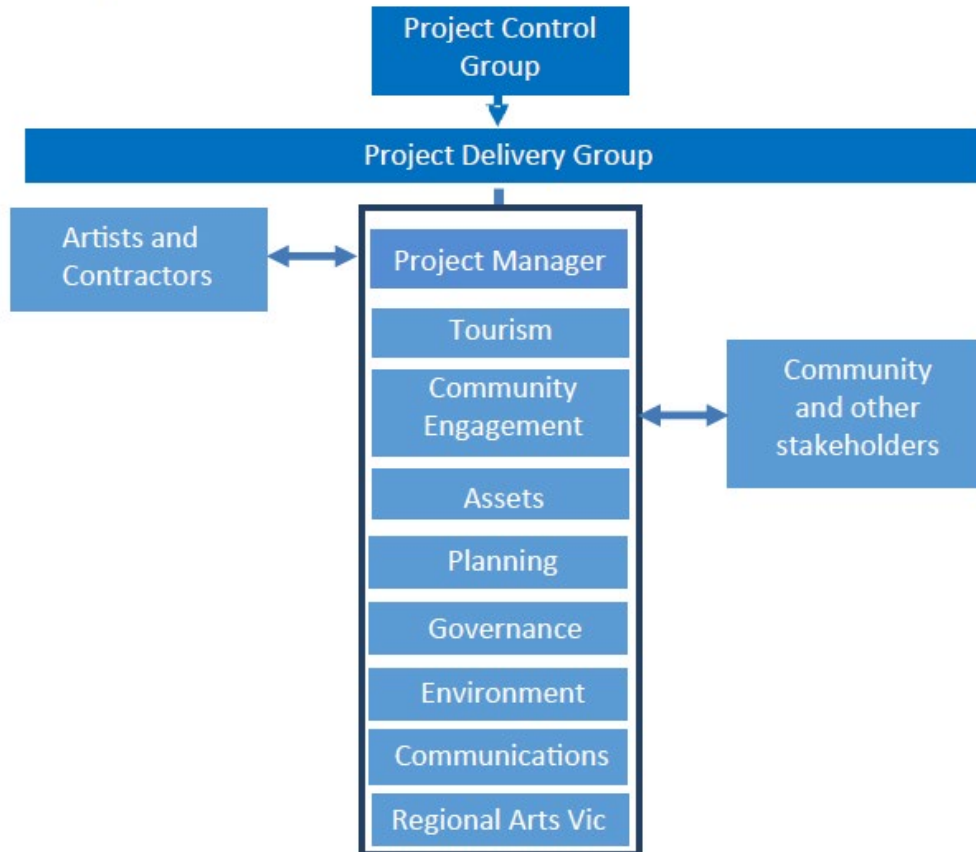 Project Control
Group
Project Delivery Group
Artists and
Contractors
Project Manager
Tourism
Community
Engagement
Community
and other
stakeholders
Assets
Planning
Governance
Environment
Communications
Regional Arts Vic